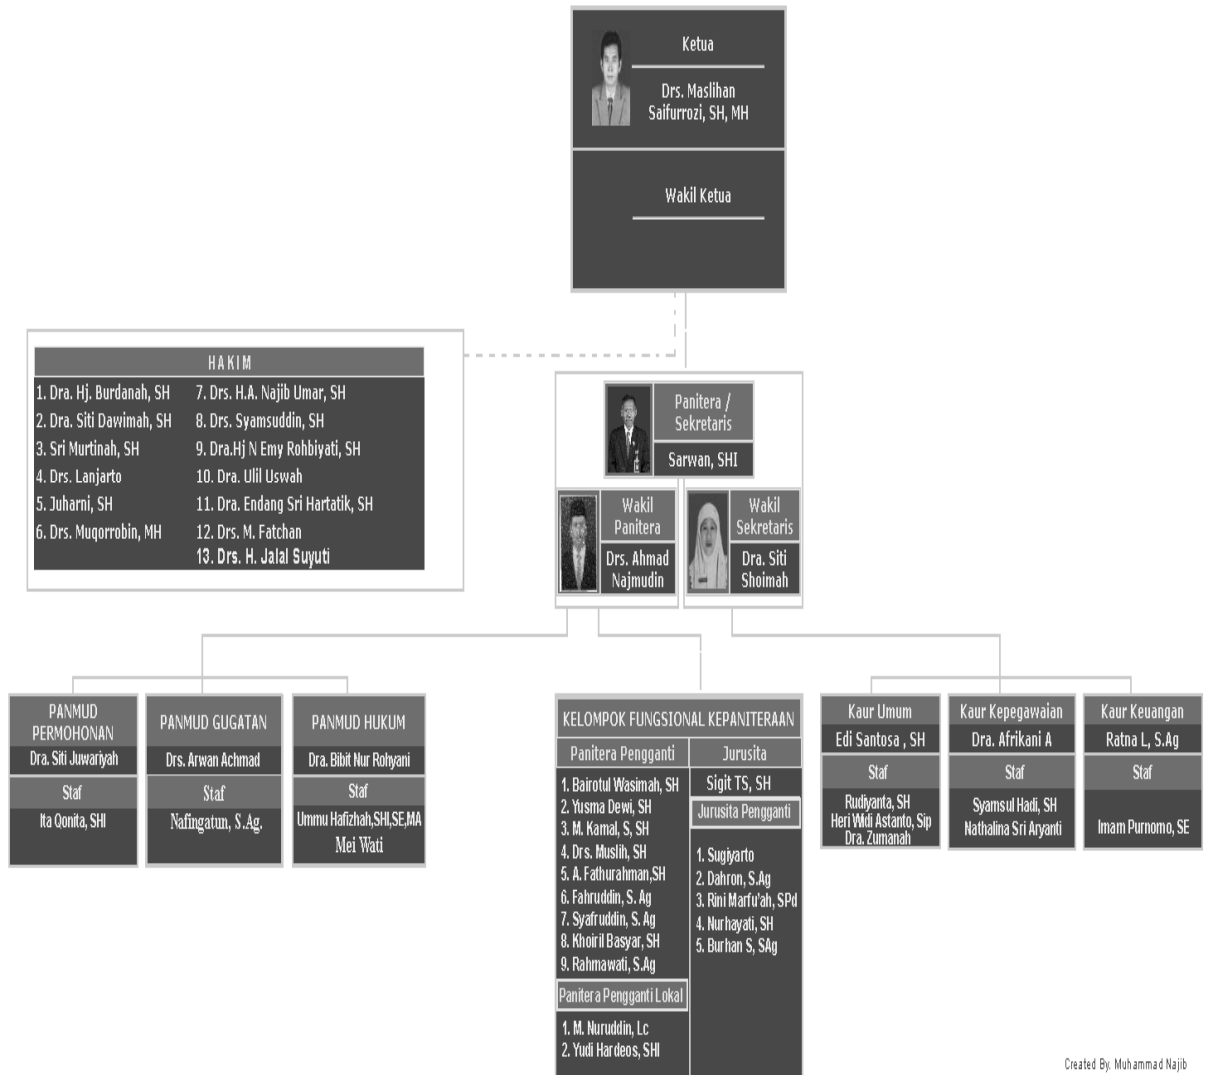 Ketua
Drs. Maslihan
Saifurrozi, SH, MH
Wakil Ketua
HAKIM
1. Dra. Hj. Burdanah, SH
2. Dra. Siti Dawimah, SH
3. Sri Murtinah, SH
4. Drs. Lanjarto
5. Juharni, SH
6. Drs. Muqorrobin, MH
7. Drs. H.A. Najib Umar, SH
8. Drs. Syamsuddin, SH
9. Dra.Hj N Emy Rohbiyati, SH
10. Dra. Ulil Uswah
11. Dra. Endang Sri Hartatik, SH
12. Drs. M. Fatchan
13. Drs. H. Jalal Suyuti
Panitera /
Sekretaris
Sarwan, SHI
Wakil
Panitera
Drs. Ahmad
Najmudin
Wakil
Sekretaris
Dra. Siti
Shoimah
PANMUD
PERMOHONAN
Dra. Siti Juwariyah
Staf
Ita Qonita, SHI
PANMUD GUGATAN
Drs. Arwan Achmad
Staf
Nafingatun, S.Ag.
PANMUD HUKUM
Dra. Bibit Nur Rohyani
Staf
Ummu Hafizhah,SHI,SE,MA
Mei Wati
KELOMPOK FUNGSIONAL KEPANITERAAN
Panitera Pengganti
1. Bairotul Wasimah, SH
2. Yusma Dewi, SH
3. M. Kamal, S, SH
4. Drs. Muslih, SH
5. A. Fathurahman,SH
6. Fahruddin, S. Ag
7. Syafruddin, S. Ag
8. Khoiril Basyar, SH
9. Rahmawati, S.Ag
Panitera Pengganti Lokal
1. M. Nuruddin, Lc
2. Yudi Hardeos, SHI
Jurusita
Sigit TS, SH
Jurusita Pengganti
1. Sugiyarto
2. Dahron, S.Ag
3. Rini Marfu'ah, SPd
4. Nurhayati, SH
5. Burhan S, SAg
Kaur Umum
Edi Santosa , SH
Staf
Rudiyanta, SH
Heri Widi Astanto, Sip
Dra. Zumanah
Kaur Kepegawaian
Dra. Afrikani A
Staf
Syamsul Hadi, SH
Nathalina Sri Aryanti
Kaur Keuangan
Ratna L, S.Ag
Staf
Imam Purnomo, SE
Created By. Muhammad Najib